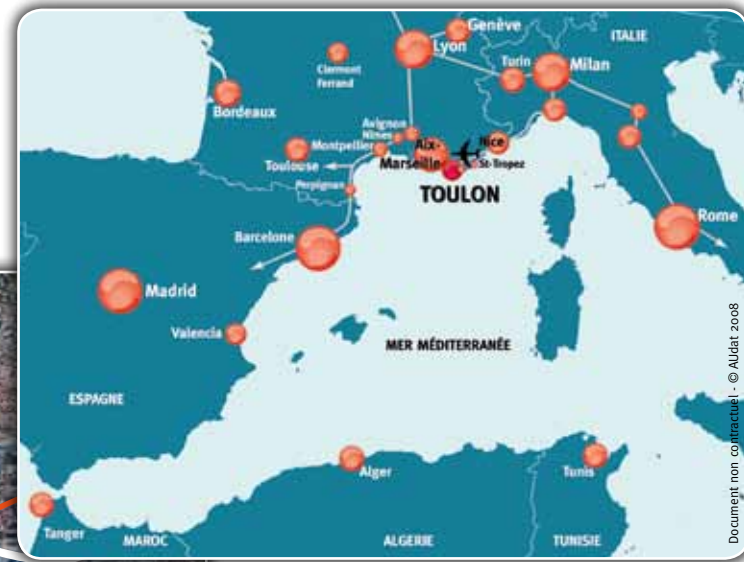 Genève
Lyon
ITALIE
Turin
Milan
Clermont
Ferrand
Bordeaux
Avignon
Nîmes
Montpellier
Aix-
Marseille
Nice
St-Tropez
Toulouse
Perpignan
TOULON
Rome
Barcelone
Madrid
Valencia
MER MÉDITERRANÉE
ESPAGNE
Alger
Tunis
Tanger
MAROC
ALGERIE
TUNISIE
Document non contractuel - © AUdat 2008